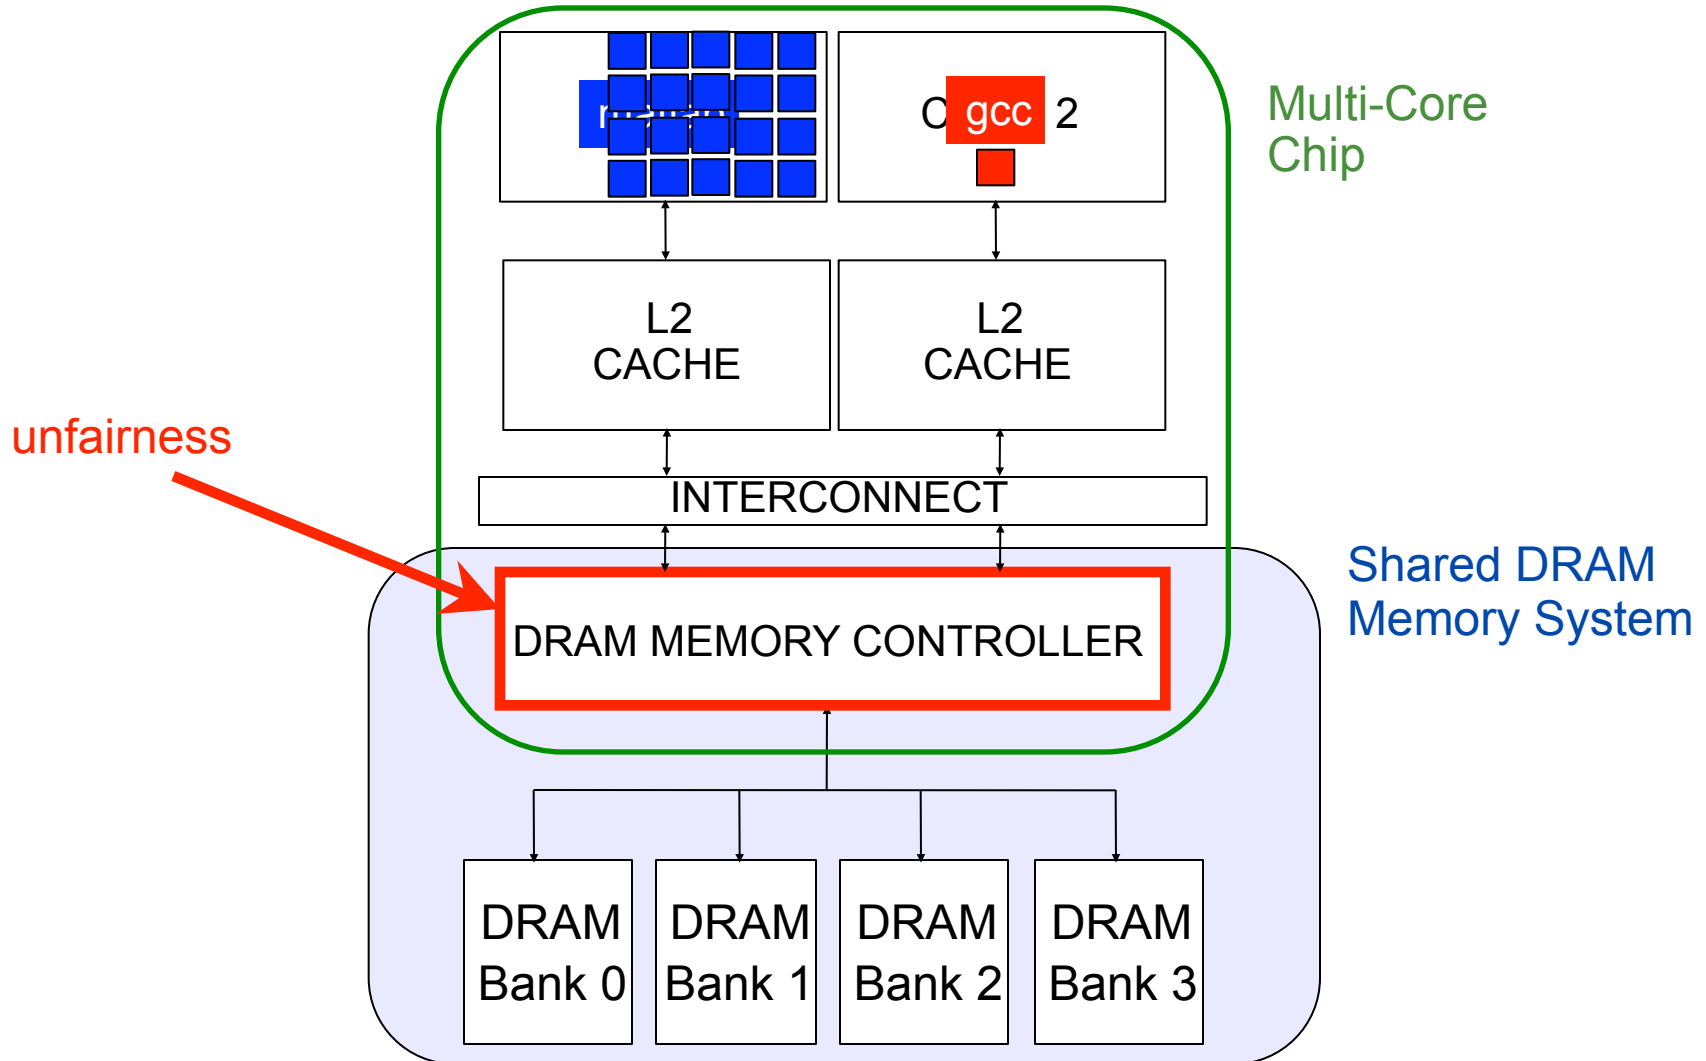 C gcc 2
Multi-Core
Chip
L2
CACHE
L2
CACHE
unfairness
INTERCONNECT
Shared DRAM
Memory System
DRAM MEMORY CONTROLLER
DRAM
Bank 0
DRAM
Bank 1
DRAM
Bank 2
DRAM
Bank 3